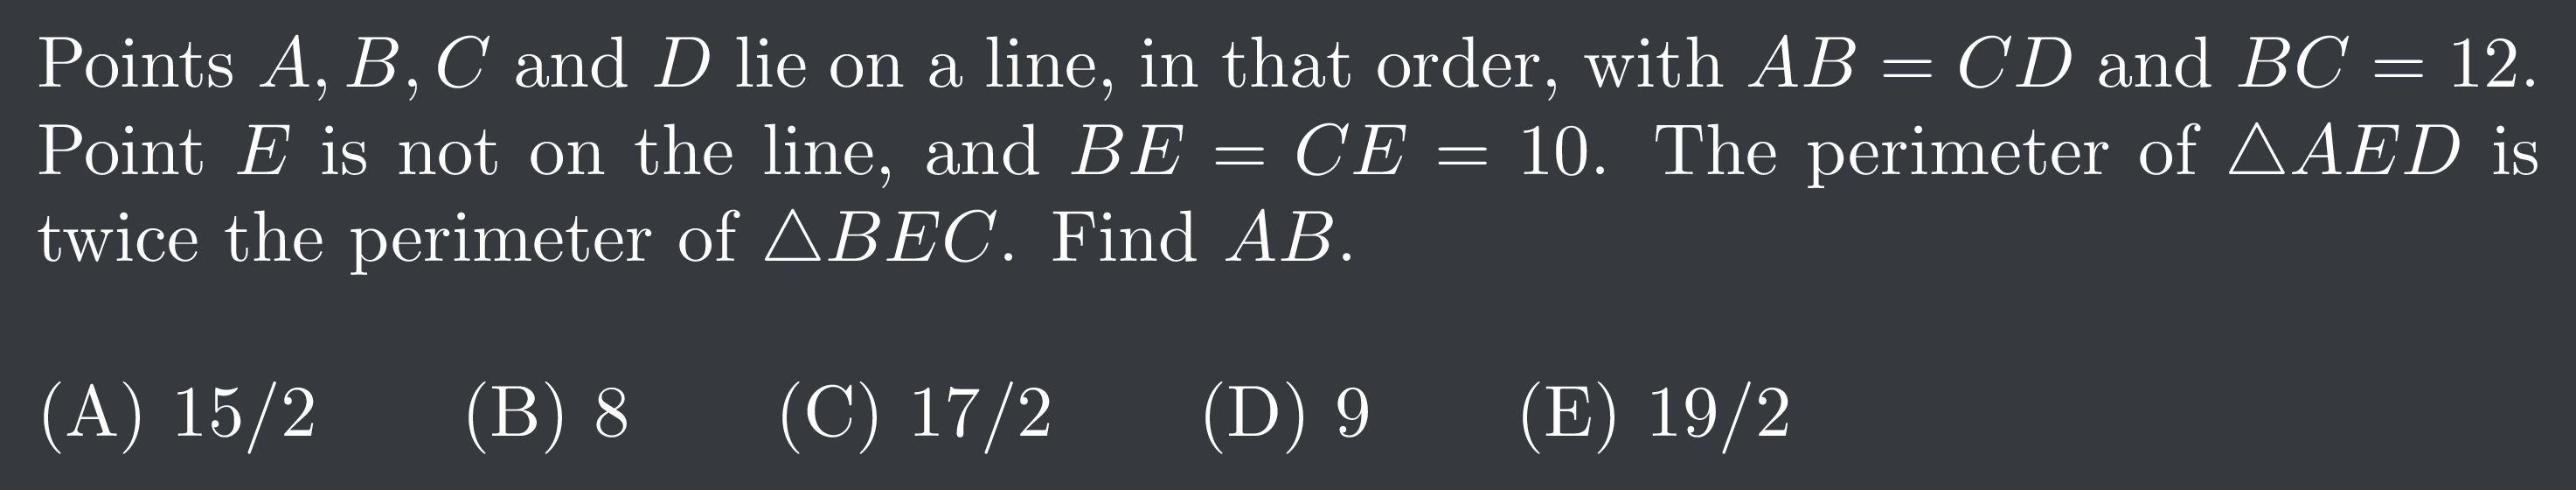 Points A, B, C and D lie on a line, in that order, with AB = CD and BC = 12.
Point E is not on the line, and BE = CE = 10. The perimeter of △AED is
twice the perimeter of △BEC. Find AB.
(A) 15/2 (B) 8 (C) 17/2 (D) 9 (E) 19/2